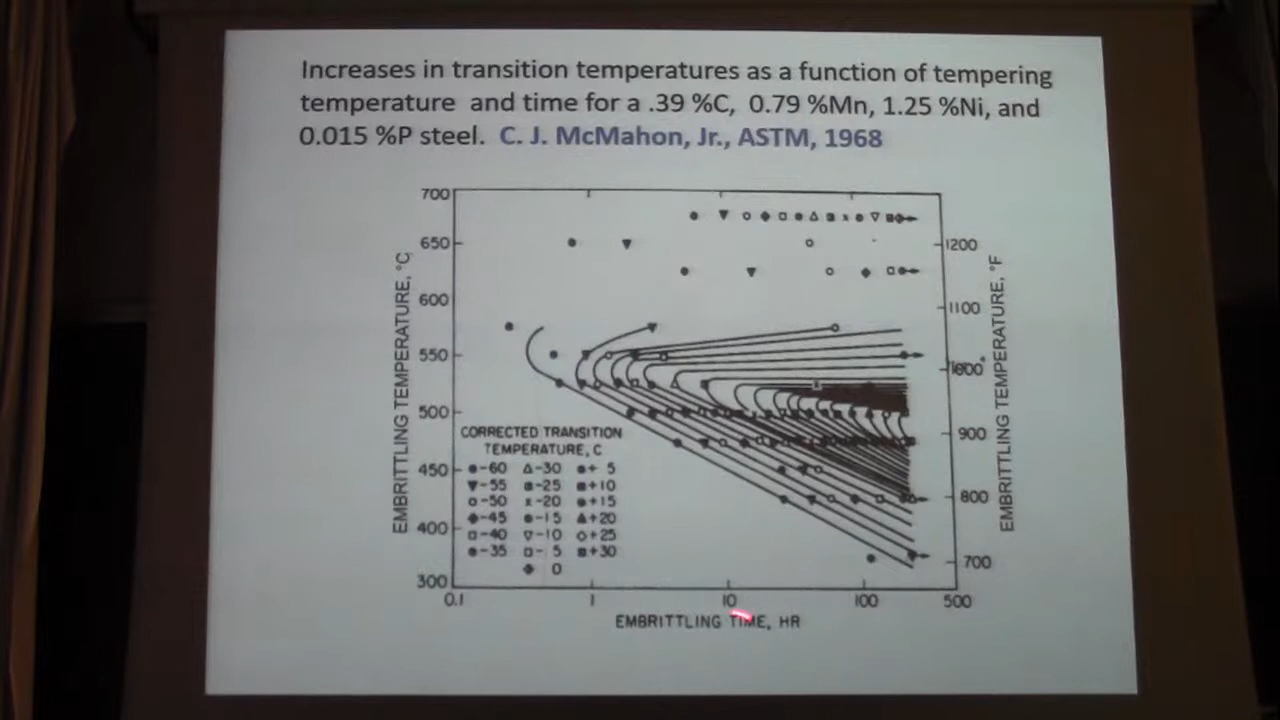 Increases in transition temperatures as a function of tempering
temperature and time for a .39 %C, 0.79 %Mn, 1.25 %Ni, and
0.015 %P steel. C. J. McMahon, Jr., ASTM, 1968
700
650
600
550
500
450
400
300
EMBRITTLING TEMPERATURE, °C
1200
1100
900
800
700
EMBRITTLING TEMPERATURE, °F
CORRECTED TRANSITION
TEMPERATURE, C
-60 -30 + 5
-55 -25 +10
-50 -20 +15
-45 -15 +20
-40 -10 +25
-35 - 5 +30
0
0.1 1 10 100 500
EMBRITTLING TIME, HR